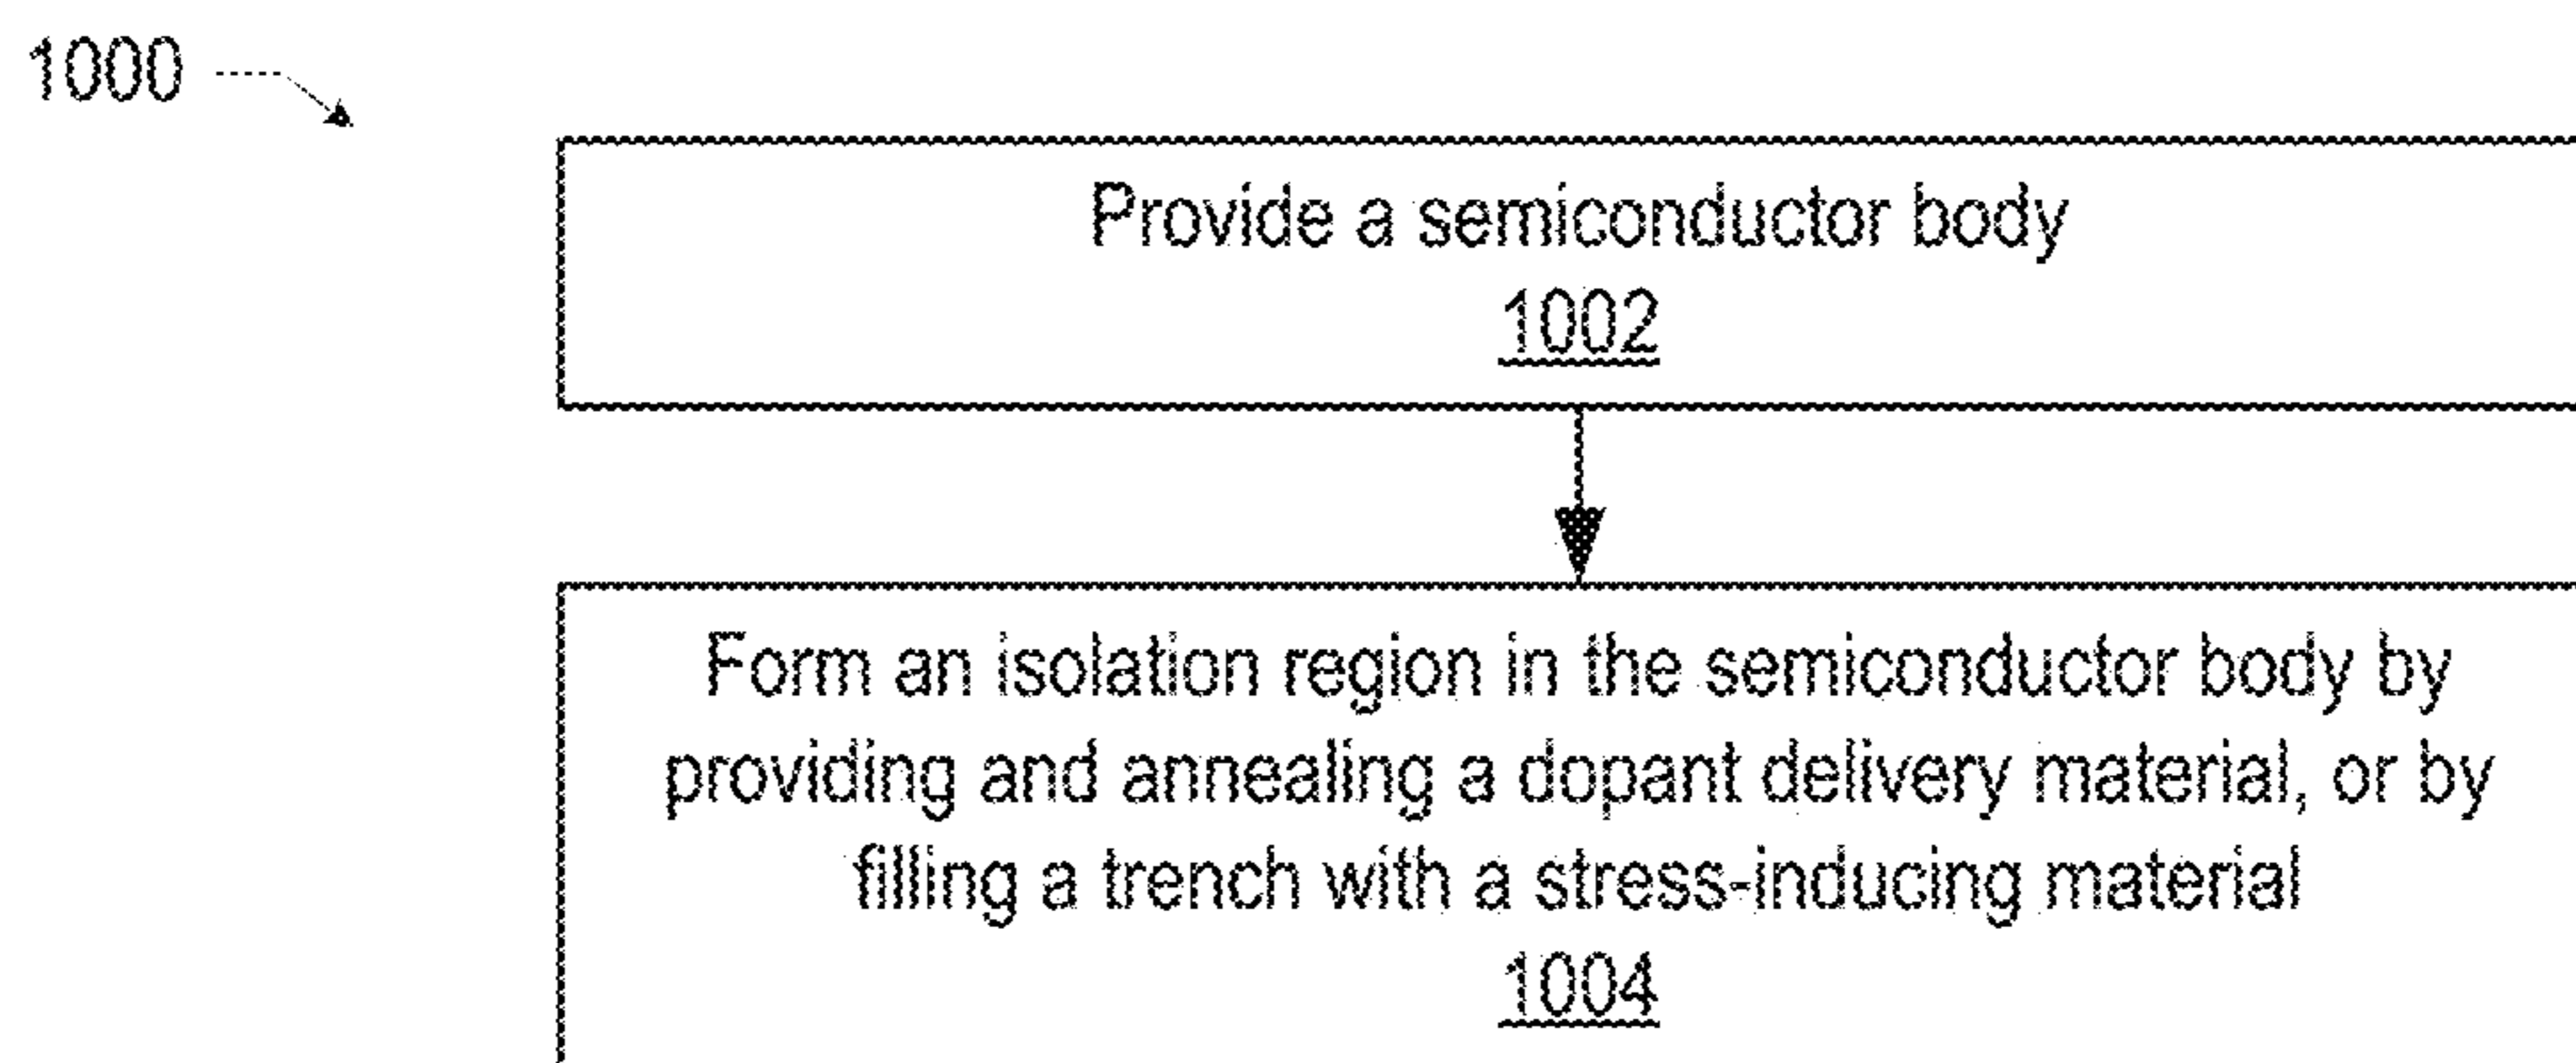 1000
Provide a semiconductor body
1002
Form an isolation region in the semiconductor body by
providing and annealing a dopant delivery material, or by
filling a trench with a stress-inducing material
1004